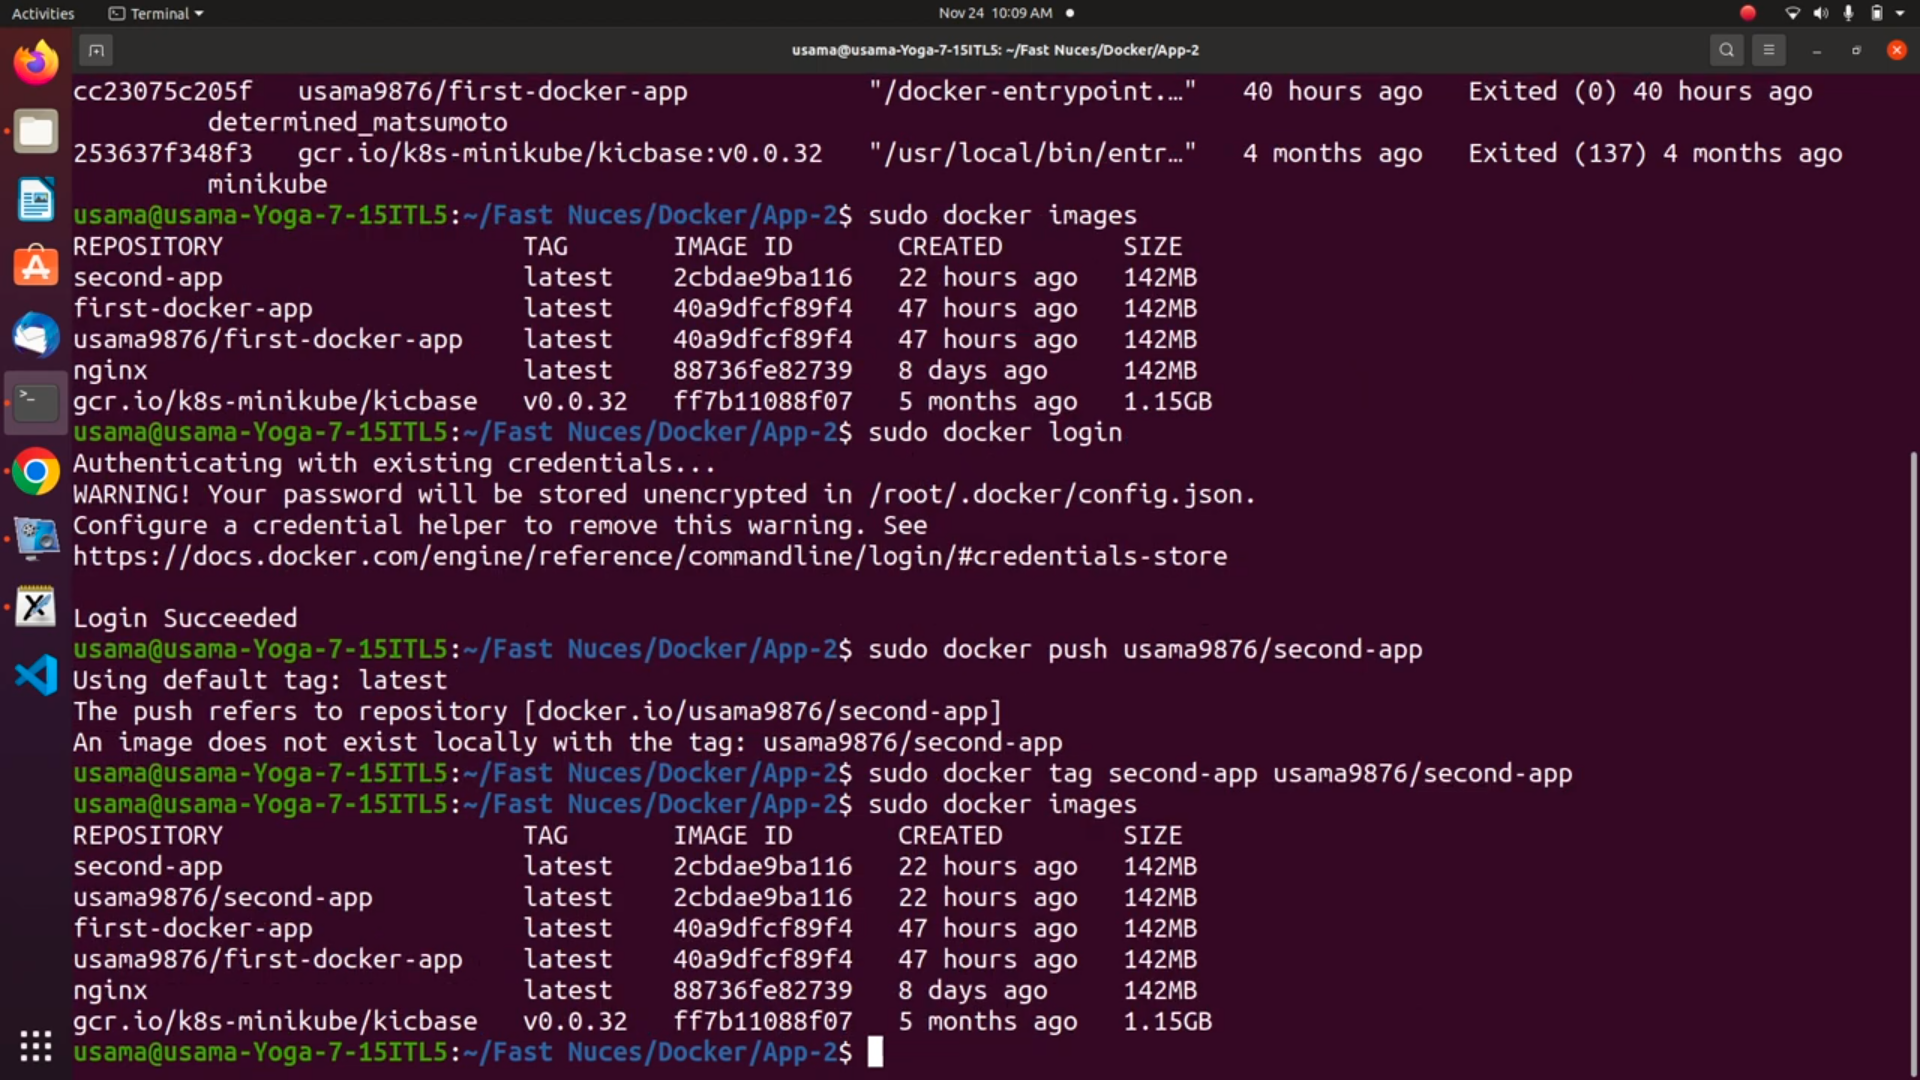 Activities Terminal Nov 24 10:09 AM
usama@usama-Yoga-7-15ITL5: ~/Fast Nuces/Docker/App-2
cc23075c205f usama9876/first-docker-app "/docker-entrypoint.…" 40 hours ago Exited (0) 40 hours ago
determined_matsumoto
253637f348f3 gcr.io/k8s-minikube/kicbase:v0.0.32 "/usr/local/bin/entr…" 4 months ago Exited (137) 4 months ago
minikube
usama@usama-Yoga-7-15ITL5:~/Fast Nuces/Docker/App-2$ sudo docker images
REPOSITORY TAG IMAGE ID CREATED SIZE
second-app latest 2cbdae9ba116 22 hours ago 142MB
first-docker-app latest 40a9dfcf89f4 47 hours ago 142MB
usama9876/first-docker-app latest 40a9dfcf89f4 47 hours ago 142MB
nginx latest 88736fe82739 8 days ago 142MB
gcr.io/k8s-minikube/kicbase v0.0.32 ff7b11088f07 5 months ago 1.15GB
usama@usama-Yoga-7-15ITL5:~/Fast Nuces/Docker/App-2$ sudo docker login
Authenticating with existing credentials...
WARNING! Your password will be stored unencrypted in /root/.docker/config.json.
Configure a credential helper to remove this warning. See
https://docs.docker.com/engine/reference/commandline/login/#credentials-store
Login Succeeded
usama@usama-Yoga-7-15ITL5:~/Fast Nuces/Docker/App-2$ sudo docker push usama9876/second-app
Using default tag: latest
The push refers to repository [docker.io/usama9876/second-app]
An image does not exist locally with the tag: usama9876/second-app
usama@usama-Yoga-7-15ITL5:~/Fast Nuces/Docker/App-2$ sudo docker tag second-app usama9876/second-app
usama@usama-Yoga-7-15ITL5:~/Fast Nuces/Docker/App-2$ sudo docker images
REPOSITORY TAG IMAGE ID CREATED SIZE
second-app latest 2cbdae9ba116 22 hours ago 142MB
usama9876/second-app latest 2cbdae9ba116 22 hours ago 142MB
first-docker-app latest 40a9dfcf89f4 47 hours ago 142MB
usama9876/first-docker-app latest 40a9dfcf89f4 47 hours ago 142MB
nginx latest 88736fe82739 8 days ago 142MB
gcr.io/k8s-minikube/kicbase v0.0.32 ff7b11088f07 5 months ago 1.15GB
usama@usama-Yoga-7-15ITL5:~/Fast Nuces/Docker/App-2$